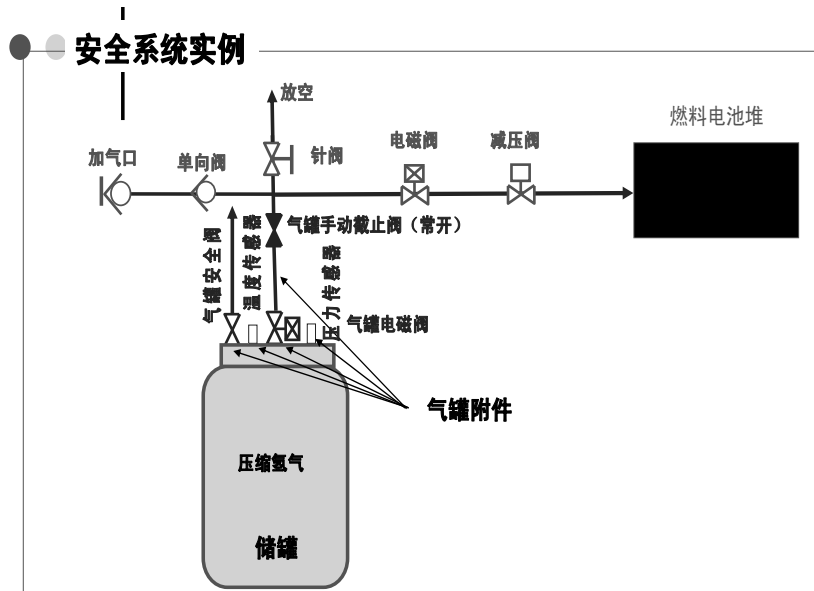 安全系统实例
放空
燃料电池堆
加气口
单向阀
针阀
电磁阀
减压阀
气罐安全阀
温度传感器
气罐手动截止阀（常开）
压力传感器
气罐电磁阀
气罐附件
压缩氢气
储罐